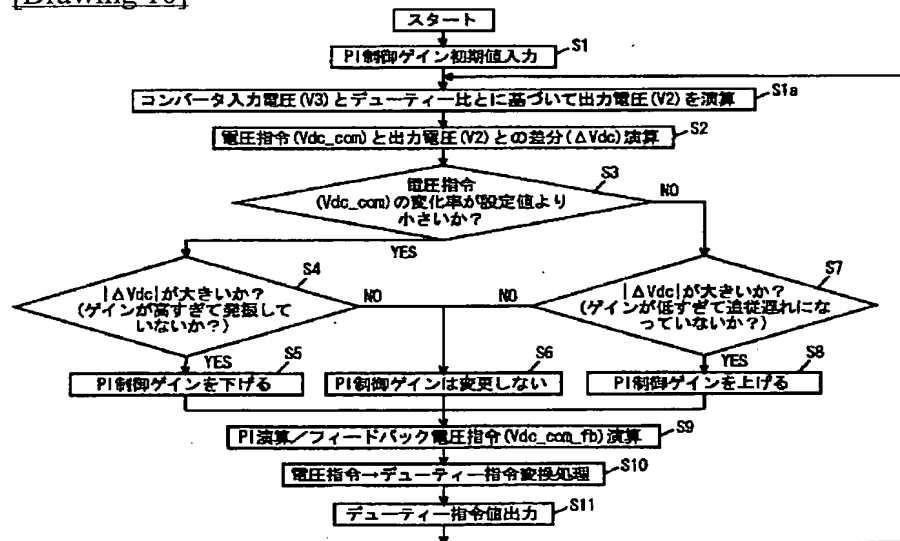 [Drawing 10]
スタート
PI制御ゲイン初期値入力
S1
コンバータ入力電圧(V3)とデューティー比とに基づいて出力電圧(V2)を演算
S1a
電圧指令(Vdc_com)と出力電圧(V2)との差分(ΔVdc)演算
S2
電圧指令
(Vdc_com)の変化率が設定値より
小さいか?
S3
NO
YES
|ΔVdc|が大きいか?
(ゲインが高すぎて発振して
いないか?)
S4
NO
YES
|ΔVdc|が大きいか?
(ゲインが低すぎて追従遅れにな
っていないか?)
S7
NO
YES
PI制御ゲインを下げる
S5
PI制御ゲインは変更しない
S6
PI制御ゲインを上げる
S8
PI演算/フィードバック電圧指令(Vdc_com_fb)演算
S9
電圧指令→デューティー指令変換処理
S10
デューティー指令値出力
S11